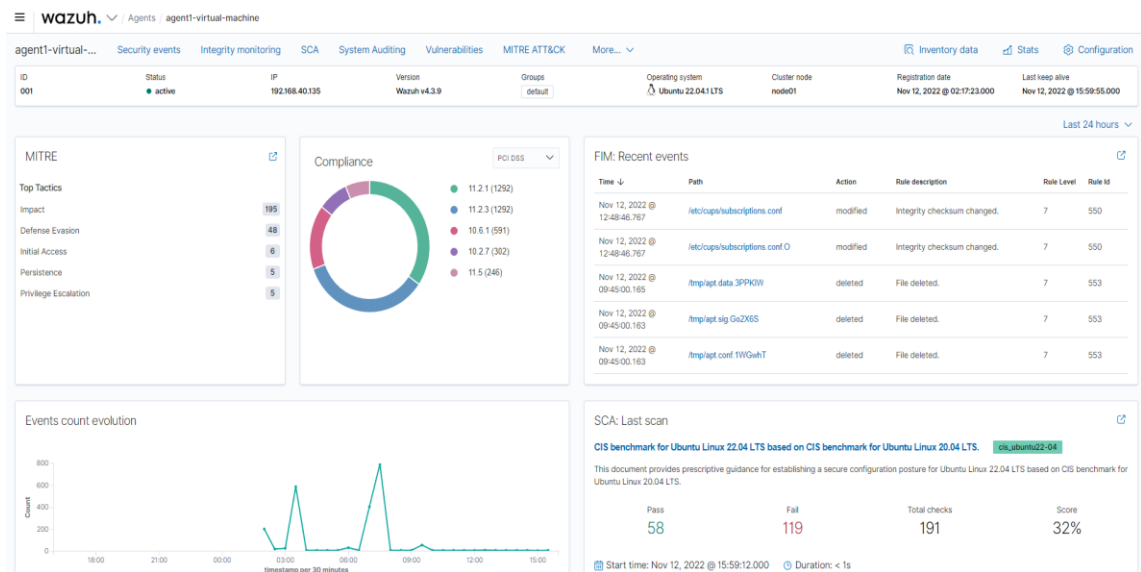 wazuh. / Agents / agent1-virtual-machine
agent1-virtual-... Security events Integrity monitoring SCA System Auditing Vulnerabilities MITRE ATT&CK More... Inventory data Stats Configuration
ID Status IP Version Groups Operating system Cluster node Registration date Last keep alive
001 active 192.168.40.135 Wazuh v4.3.9 default Ubuntu 22.04.1 LTS node01 Nov 12, 2022 @ 02:17:23.000 Nov 12, 2022 @ 15:59:55.000
Last 24 hours
MITRE
Top Tactics
Impact 195
Defense Evasion 48
Initial Access 6
Persistence 5
Privilege Escalation 5
Compliance PCI DSS
11.2.1 (1292)
11.2.3 (1292)
10.6.1 (591)
10.2.7 (302)
11.5 (246)
FIM: Recent events
Time Path Action Rule description Rule Level Rule Id
Nov 12, 2022 @
12:48:46.767 /etc/cups/subscriptions.conf modified Integrity checksum changed. 7 550
Nov 12, 2022 @
12:48:46.767 /etc/cups/subscriptions.conf.O modified Integrity checksum changed. 7 550
Nov 12, 2022 @
09:45:00.165 /tmp/apt.data.3PPKIW deleted File deleted. 7 553
Nov 12, 2022 @
09:45:00.163 /tmp/apt.sig.Go2X6S deleted File deleted. 7 553
Nov 12, 2022 @
09:45:00.163 /tmp/apt.conf.1WGwhT deleted File deleted. 7 553
Events count evolution
Count
800
600
400
200
0
18:00 21:00 00:00 03:00 06:00 09:00 12:00 15:00
timestamp per 30 minutes
SCA: Last scan
CIS benchmark for Ubuntu Linux 22.04 LTS based on CIS benchmark for Ubuntu Linux 20.04 LTS. cis_ubuntu22-04
This document provides prescriptive guidance for establishing a secure configuration posture for Ubuntu Linux 22.04 LTS based on CIS benchmark for
Ubuntu Linux 20.04 LTS.
Pass Fail Total checks Score
58 119 191 32%
Start time: Nov 12, 2022 @ 15:59:12.000 Duration: < 1s